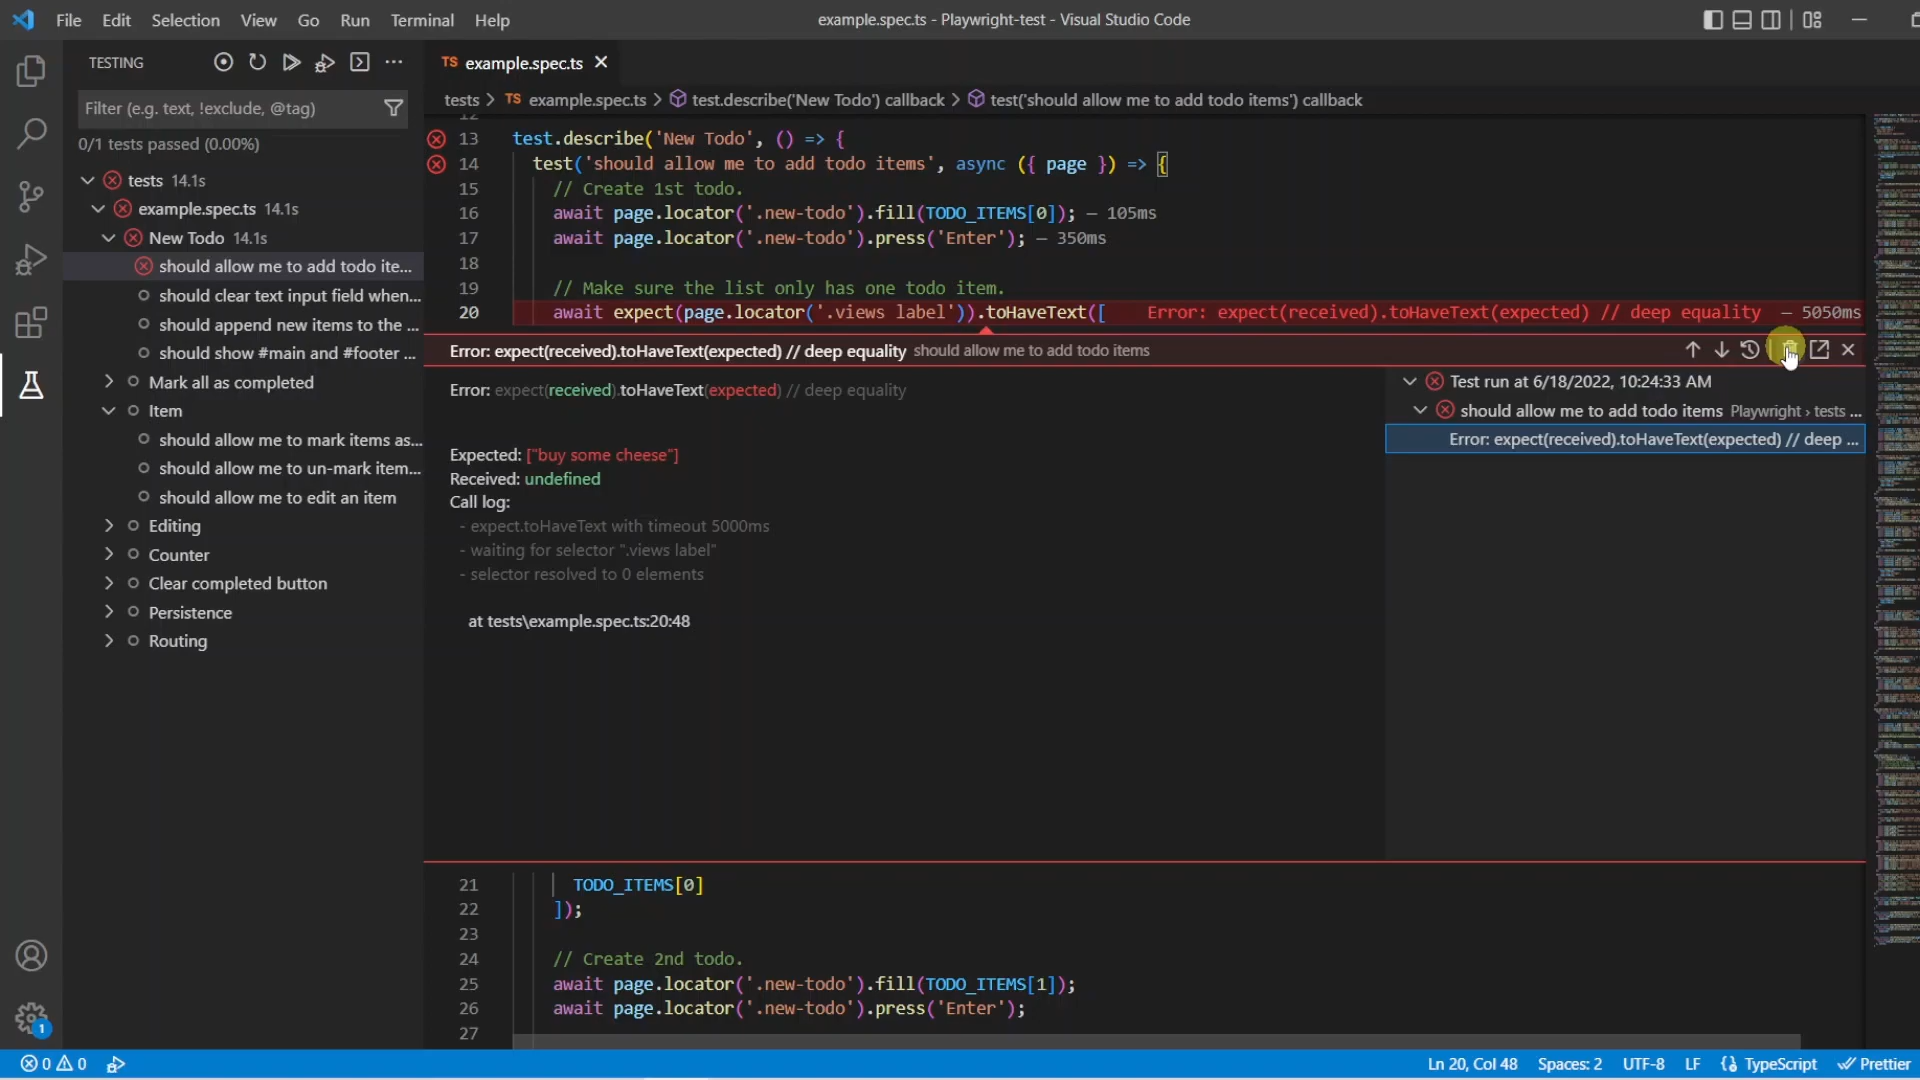 File Edit Selection View Go Run Terminal Help
example.spec.ts - Playwright-test - Visual Studio Code
TESTING
Filter (e.g. text, !exclude, @tag)
0/1 tests passed (0.00%)
tests 14.1s
example.spec.ts 14.1s
New Todo 14.1s
should allow me to add todo ite...
should clear text input field when...
should append new items to the ...
should show #main and #footer ...
Mark all as completed
Item
should allow me to mark items as...
should allow me to un-mark item...
should allow me to edit an item
Editing
Counter
Clear completed button
Persistence
Routing
1
TS example.spec.ts
tests > TS example.spec.ts > test.describe('New Todo') callback > test('should allow me to add todo items') callback
12
13 test.describe('New Todo', () => {
14 test('should allow me to add todo items', async ({ page }) => {
15 // Create 1st todo.
16 await page.locator('.new-todo').fill(TODO_ITEMS[0]); — 105ms
17 await page.locator('.new-todo').press('Enter'); — 350ms
18
19 // Make sure the list only has one todo item.
20 await expect(page.locator('.views label')).toHaveText([ Error: expect(received).toHaveText(expected) // deep equality — 5050ms
Error: expect(received).toHaveText(expected) // deep equality should allow me to add todo items
Error: expect(received).toHaveText(expected) // deep equality
Expected: ["buy some cheese"]
Received: undefined
Call log:
- expect.toHaveText with timeout 5000ms
- waiting for selector ".views label"
- selector resolved to 0 elements
at tests\example.spec.ts:20:48
Test run at 6/18/2022, 10:24:33 AM
should allow me to add todo items Playwright › tests ...
Error: expect(received).toHaveText(expected) // deep ...
21 TODO_ITEMS[0]
22 ]);
23
24 // Create 2nd todo.
25 await page.locator('.new-todo').fill(TODO_ITEMS[1]);
26 await page.locator('.new-todo').press('Enter');
27
0 0
Ln 20, Col 48 Spaces: 2 UTF-8 LF {} TypeScript Prettier